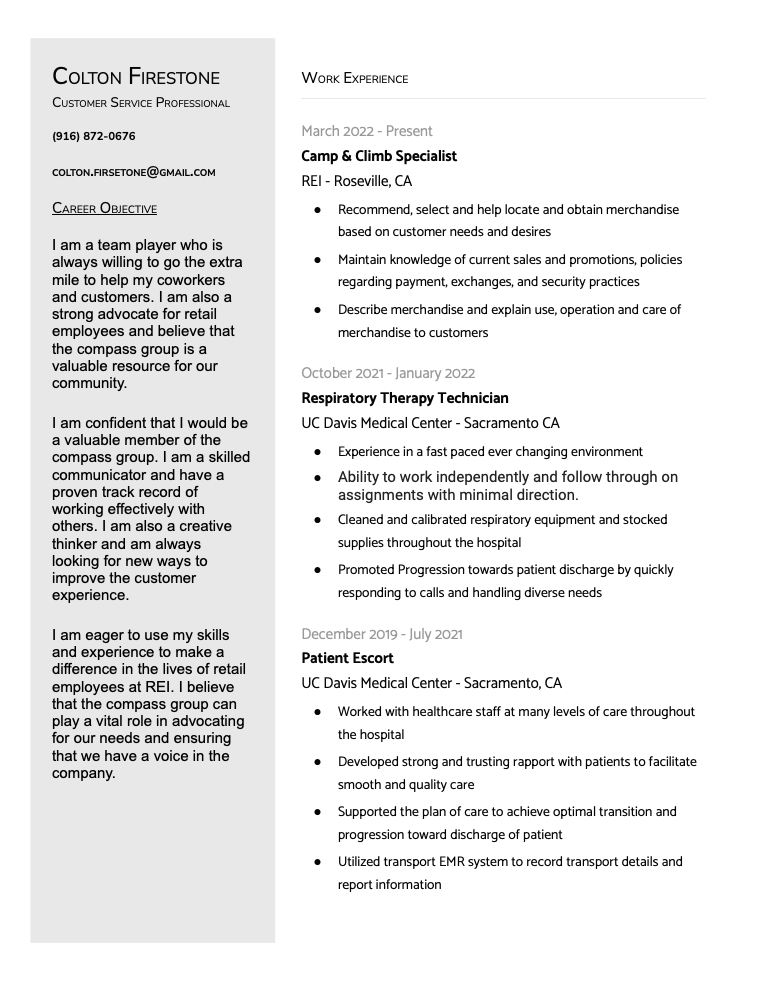 Colton Firestone
Customer Service Professional
(916) 872-0676
colton.firsetone@gmail.com
Career Objective
I am a team player who is
always willing to go the extra
mile to help my coworkers
and customers. I am also a
strong advocate for retail
employees and believe that
the compass group is a
valuable resource for our
community.
I am confident that I would be
a valuable member of the
compass group. I am a skilled
communicator and have a
proven track record of
working effectively with
others. I am also a creative
thinker and am always
looking for new ways to
improve the customer
experience.
I am eager to use my skills
and experience to make a
difference in the lives of retail
employees at REI. I believe
that the compass group can
play a vital role in advocating
for our needs and ensuring
that we have a voice in the
company.
Work Experience
March 2022 - Present
Camp & Climb Specialist
REI - Roseville, CA
● Recommend, select and help locate and obtain merchandise
based on customer needs and desires
● Maintain knowledge of current sales and promotions, policies
regarding payment, exchanges, and security practices
● Describe merchandise and explain use, operation and care of
merchandise to customers
October 2021 - January 2022
Respiratory Therapy Technician
UC Davis Medical Center - Sacramento CA
● Experience in a fast paced ever changing environment
● Ability to work independently and follow through on
assignments with minimal direction.
● Cleaned and calibrated respiratory equipment and stocked
supplies throughout the hospital
● Promoted Progression towards patient discharge by quickly
responding to calls and handling diverse needs
December 2019 - July 2021
Patient Escort
UC Davis Medical Center - Sacramento, CA
● Worked with healthcare staff at many levels of care throughout
the hospital
● Developed strong and trusting rapport with patients to facilitate
smooth and quality care
● Supported the plan of care to achieve optimal transition and
progression toward discharge of patient
● Utilized transport EMR system to record transport details and
report information